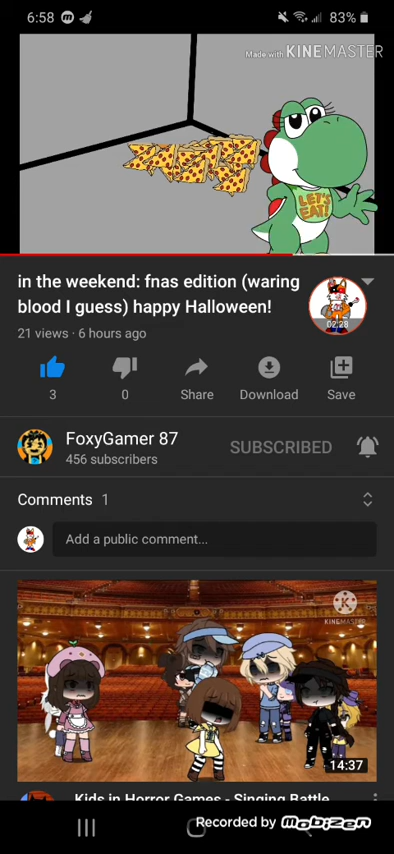 6:58
83%
Made with KINEMASTER
LET'S
EAT!
in the weekend: fnas edition (waring
blood I guess) happy Halloween!
02:28
21 views · 6 hours ago
3
0
Share
Download
Save
FoxyGamer 87
456 subscribers
SUBSCRIBED
Comments 1
Add a public comment...
KINEMASTER
14:37
Kids in Horror Games - Singing Battle
Recorded by mobizen